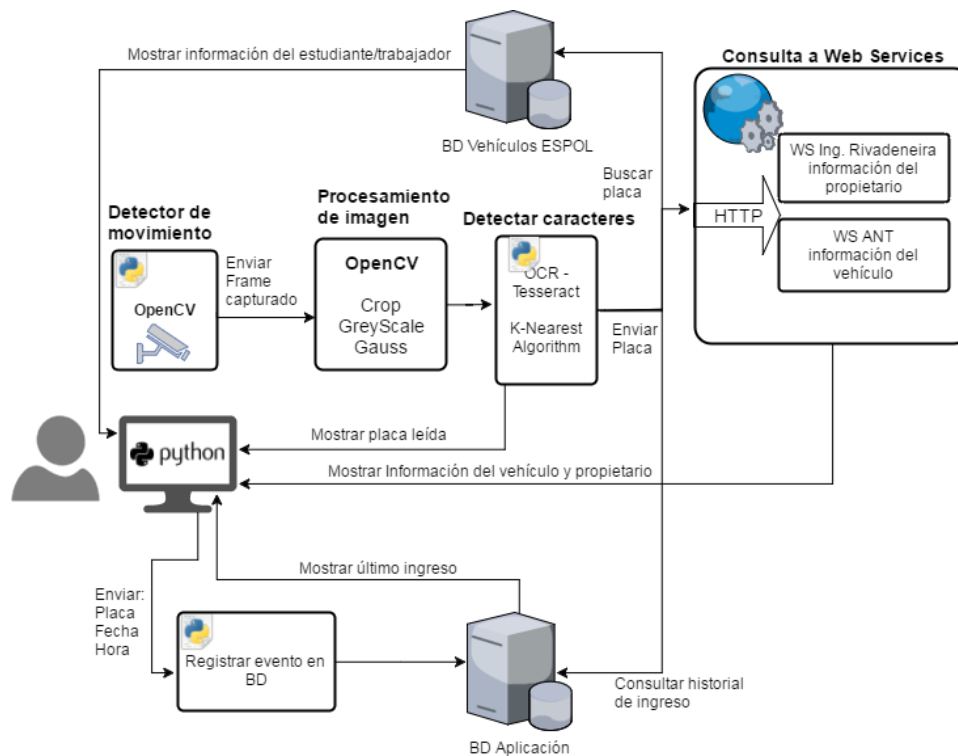 Mostrar información del estudiante/trabajador
BD Vehículos ESPOL
Consulta a Web Services
WS Ing. Rivadeneira
información del
propietario
HTTP
WS ANT
información del
vehículo
Buscar
placa
Detector de
movimiento
OpenCV
Enviar
Frame
capturado
Procesamiento
de imagen
OpenCV
Crop
GreyScale
Gauss
Detectar caracteres
OCR -
Tesseract
K-Nearest
Algorithm
Enviar
Placa
Mostrar placa leída
python
Mostrar Información del vehículo y propietario
Mostrar último ingreso
Enviar:
Placa
Fecha
Hora
Registrar evento en
BD
BD Aplicación
Consultar historial
de ingreso